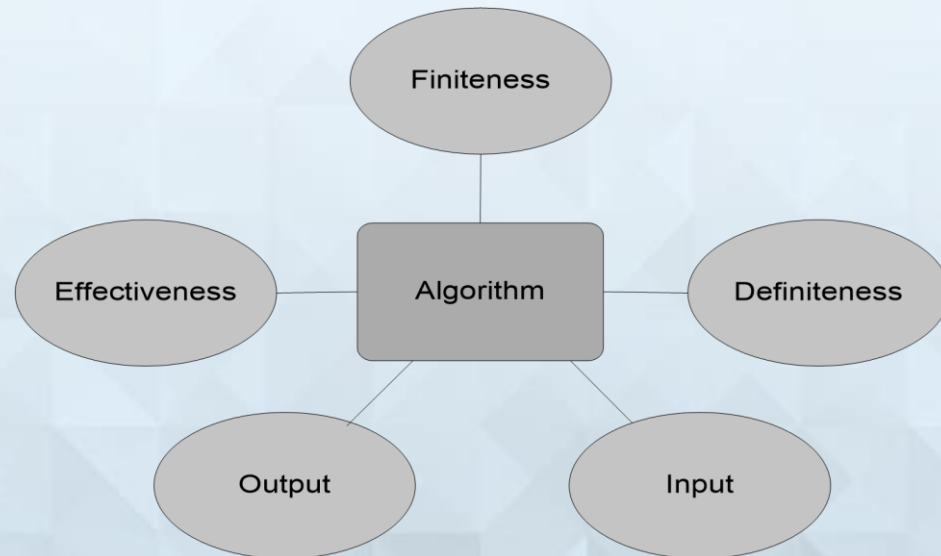 Finiteness
Effectiveness
Algorithm
Definiteness
Output
Input